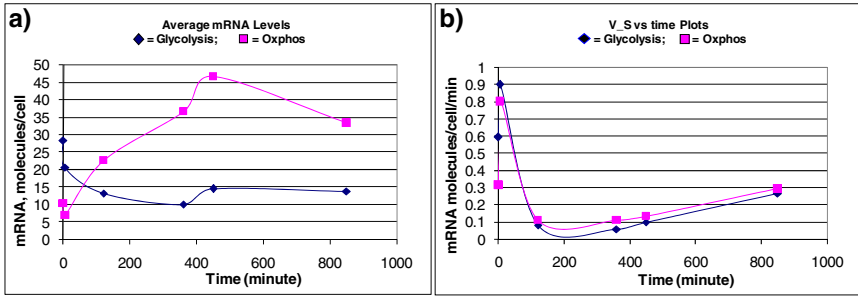 a)
Average mRNA Levels
= Glycolysis; = Oxphos
mRNA, molecules/cell
50
45
40
35
30
25
20
15
10
5
0
0 200 400 600 800 1000
Time (minute)
b)
V_S vs time Plots
= Glycolysis; = Oxphos
mRNA molecules/cell/min
1
0.9
0.8
0.7
0.6
0.5
0.4
0.3
0.2
0.1
0
0 200 400 600 800 1000
Time (minute)